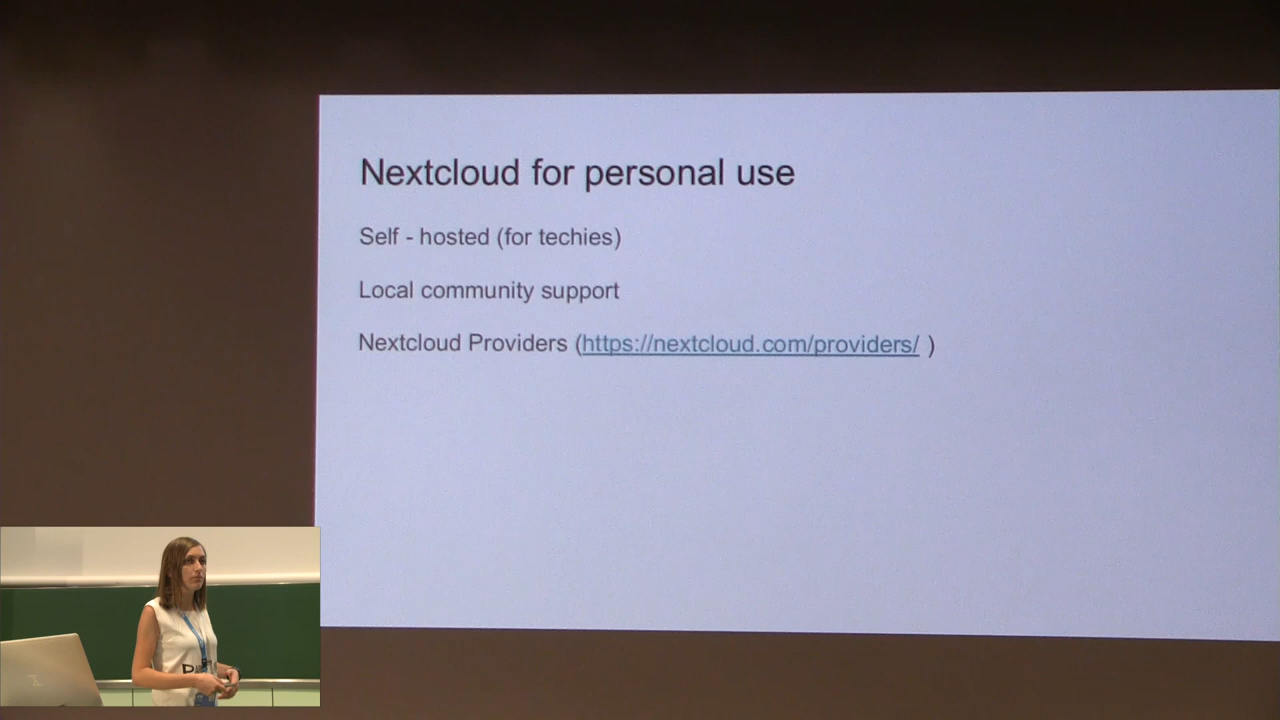 Nextcloud for personal use
Self - hosted (for techies)
Local community support
Nextcloud Providers (https://nextcloud.com/providers/ )